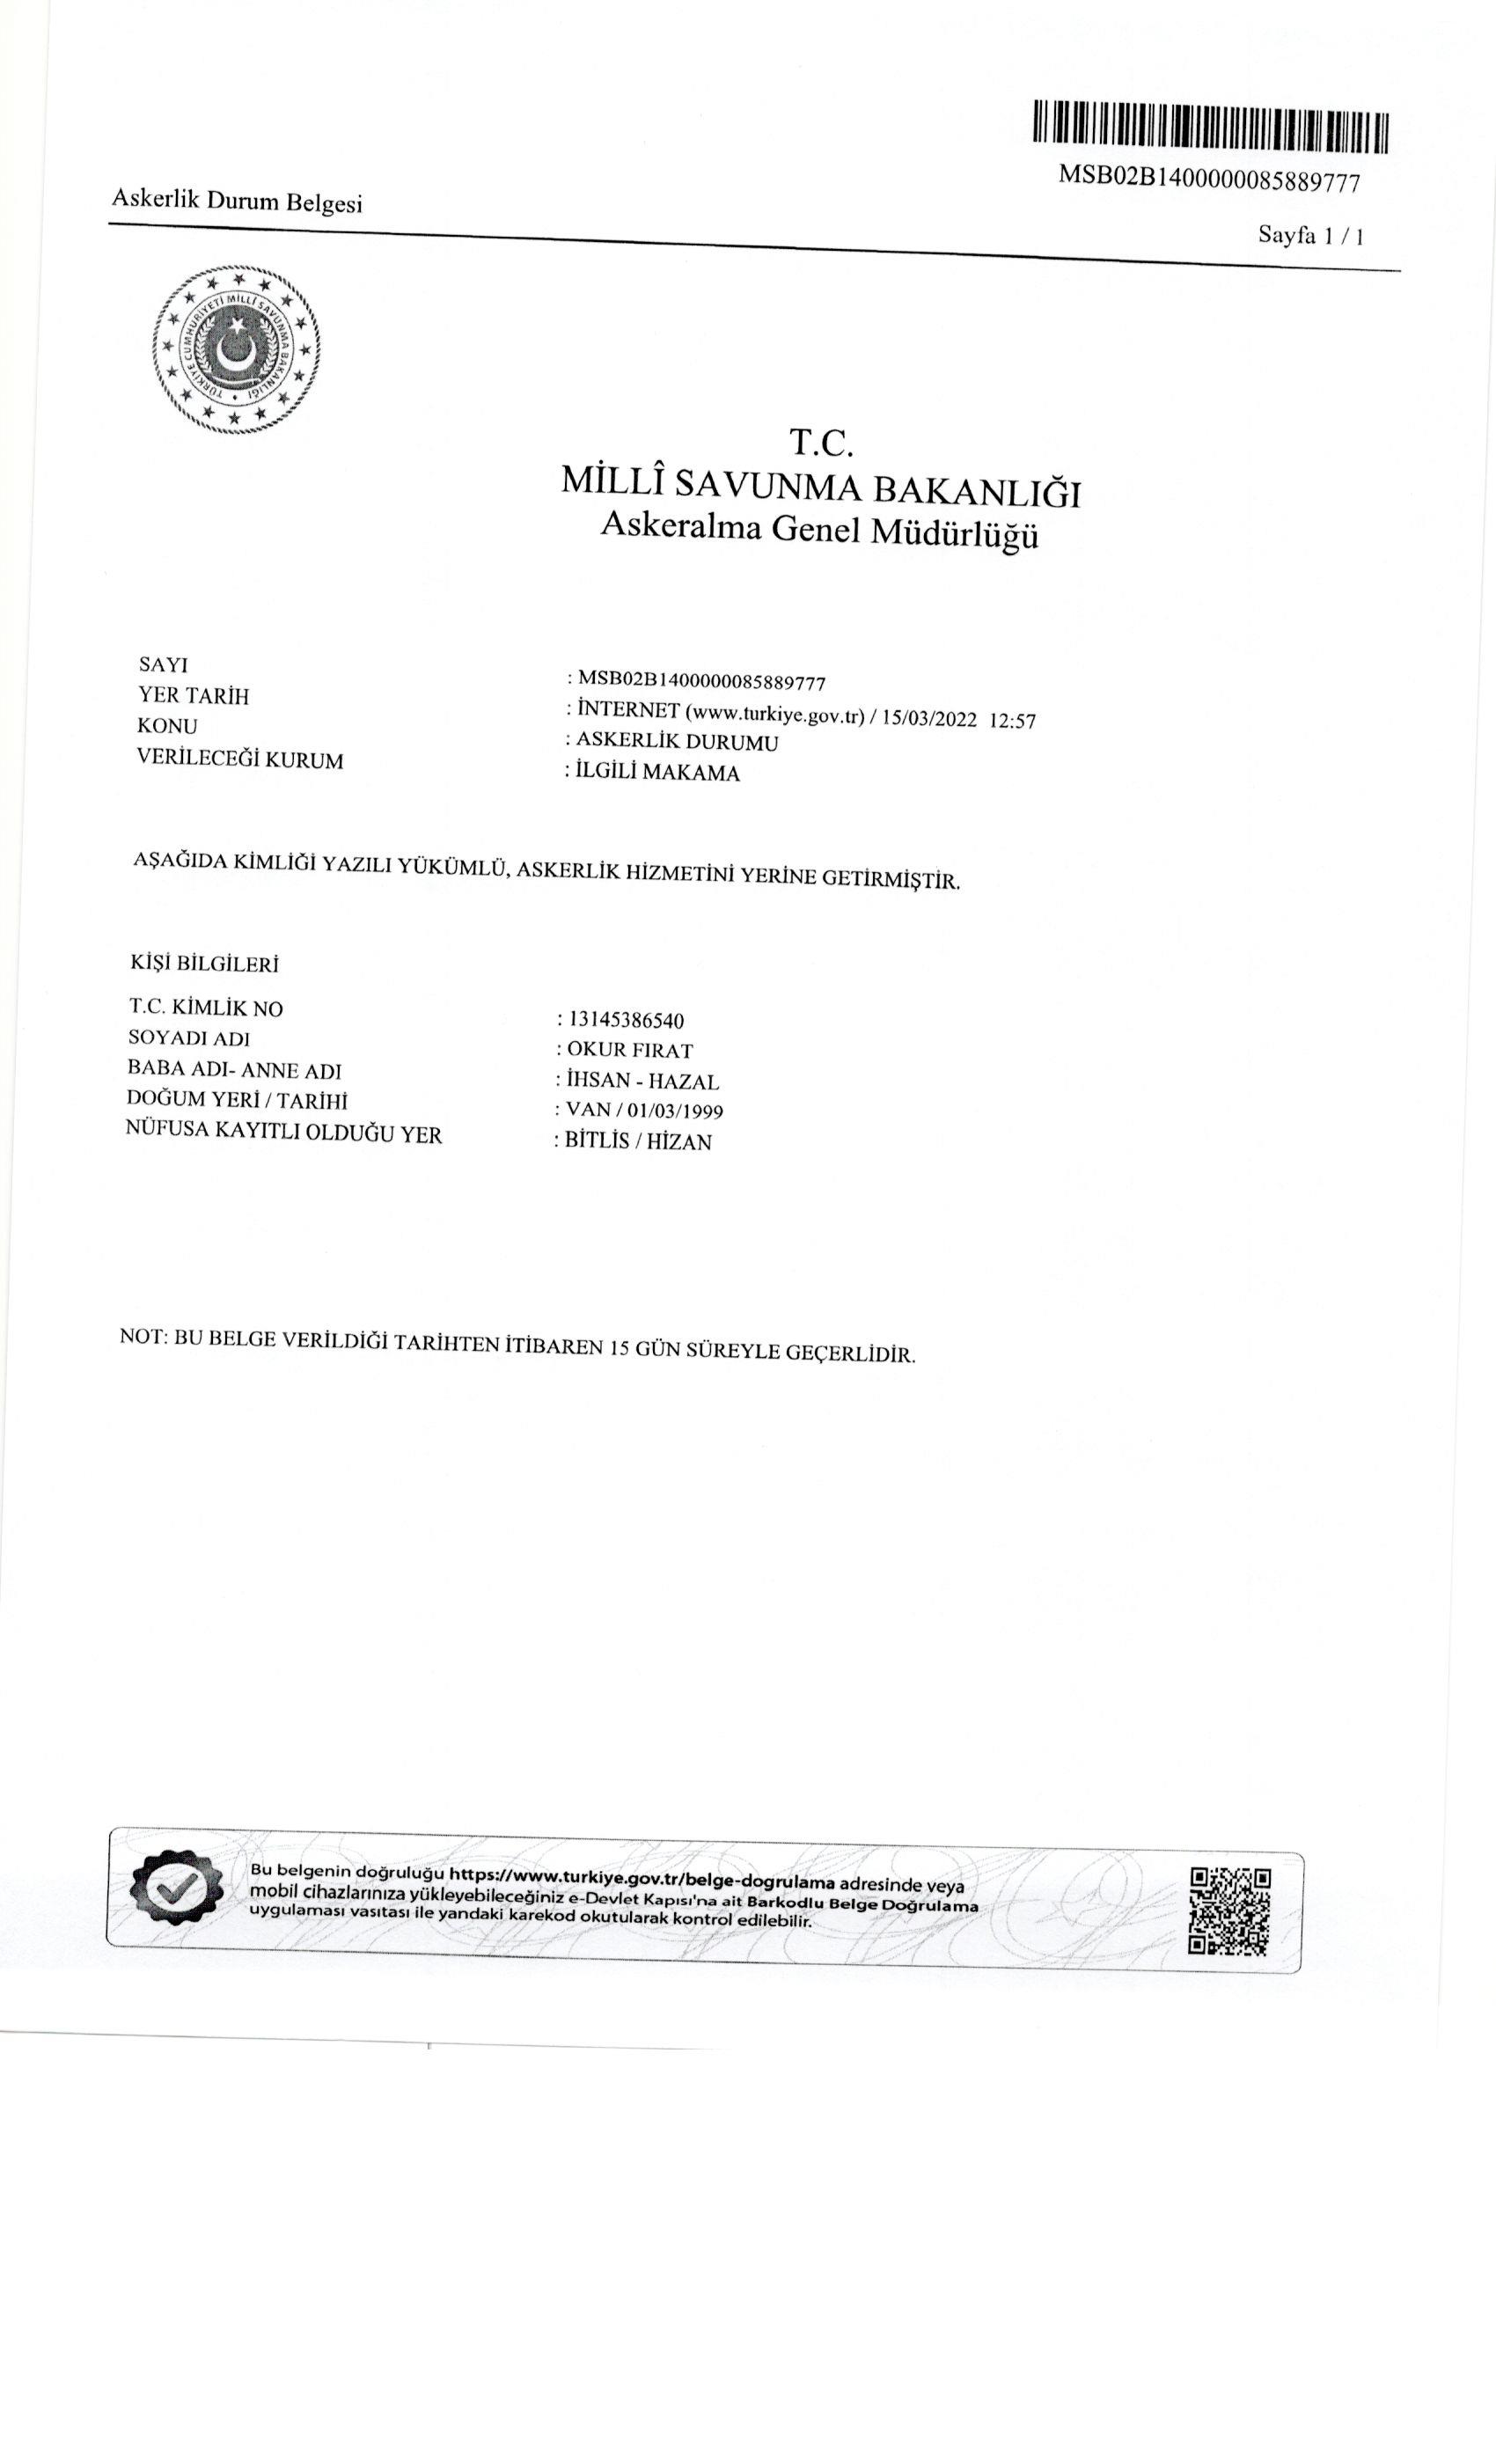 MSB02B1400000085889777
Askerlik Durum Belgesi
Sayfa 1 / 1
TÜRKİYE CUMHURİYETİ MİLLÎ SAVUNMA BAKANLIĞI
T.C.
MİLLÎ SAVUNMA BAKANLIĞI
Askeralma Genel Müdürlüğü
SAYI : MSB02B1400000085889777
YER TARİH : İNTERNET (www.turkiye.gov.tr) / 15/03/2022 12:57
KONU : ASKERLİK DURUMU
VERİLECEĞİ KURUM : İLGİLİ MAKAMA
AŞAĞIDA KİMLİĞİ YAZILI YÜKÜMLÜ, ASKERLİK HİZMETİNİ YERİNE GETİRMİŞTİR.
KİŞİ BİLGİLERİ
T.C. KİMLİK NO : 13145386540
SOYADI ADI : OKUR FIRAT
BABA ADI- ANNE ADI : İHSAN - HAZAL
DOĞUM YERİ / TARİHİ : VAN / 01/03/1999
NÜFUSA KAYITLI OLDUĞU YER : BİTLİS / HİZAN
NOT: BU BELGE VERİLDİĞİ TARİHTEN İTİBAREN 15 GÜN SÜREYLE GEÇERLİDİR.
Bu belgenin doğruluğu https://www.turkiye.gov.tr/belge-dogrulama adresinde veya
mobil cihazlarınıza yükleyebileceğiniz e-Devlet Kapısı'na ait Barkodlu Belge Doğrulama
uygulaması vasıtası ile yandaki karekod okutularak kontrol edilebilir.